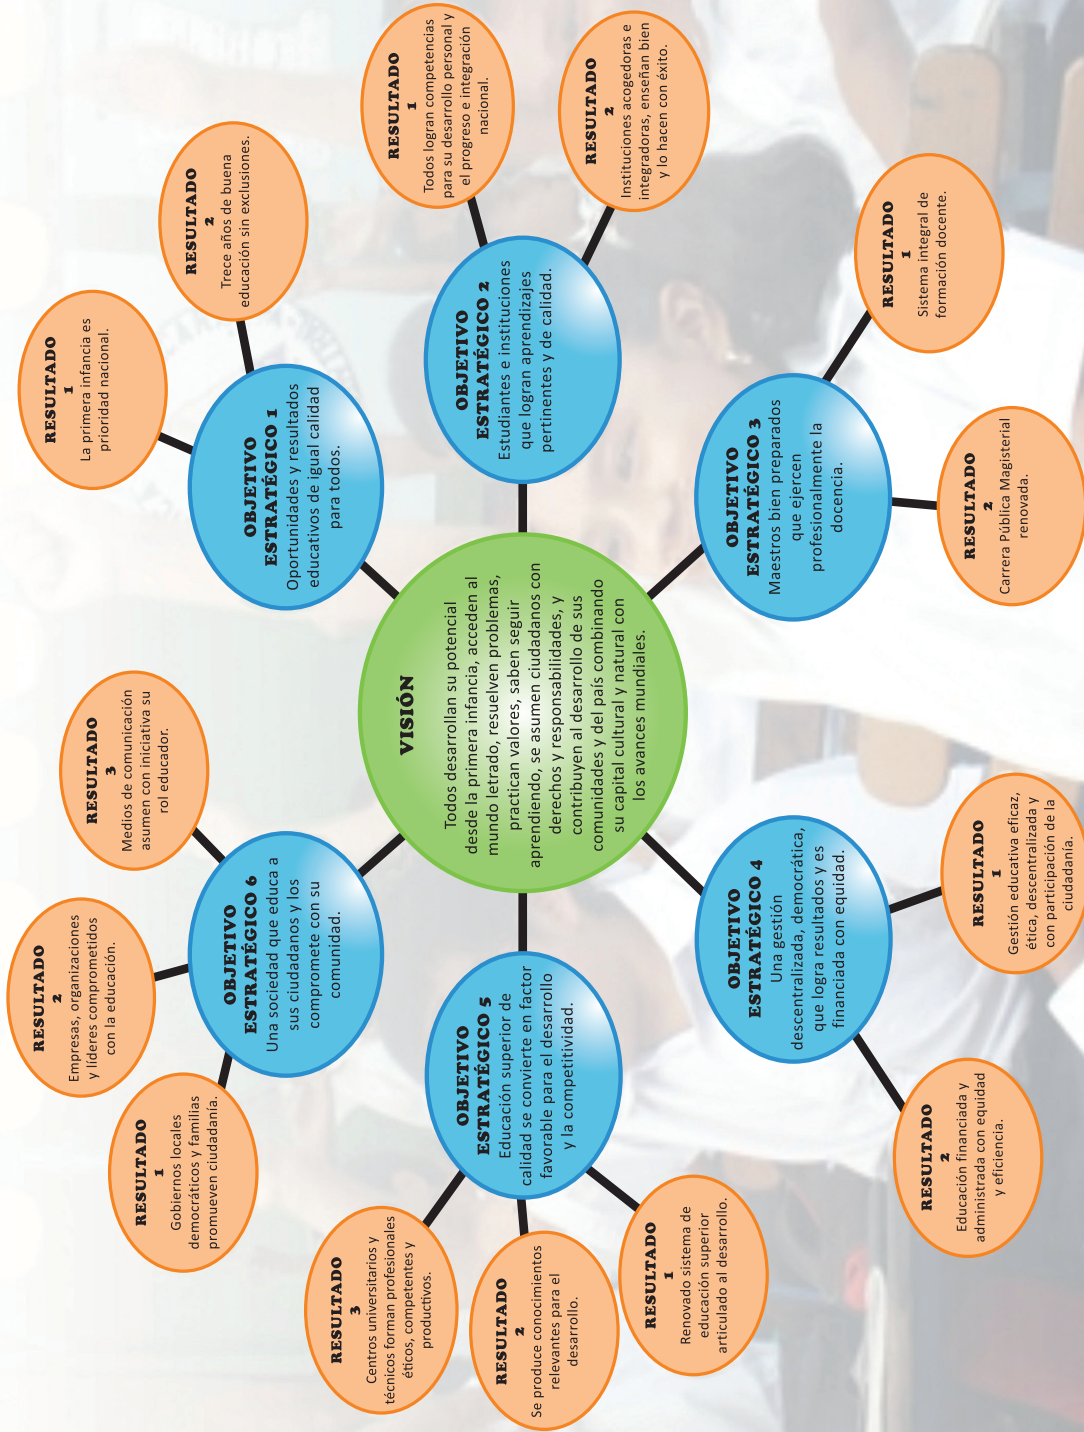 VISIÓN
Todos desarrollan su potencial
desde la primera infancia, acceden al
mundo letrado, resuelven problemas,
practican valores, saben seguir
aprendiendo, se asumen ciudadanos con
derechos y responsabilidades, y
contribuyen al desarrollo de sus
comunidades y del país combinando
su capital cultural y natural con
los avances mundiales.
OBJETIVO
ESTRATÉGICO 1
Oportunidades y resultados
educativos de igual calidad
para todos.
RESULTADO
1
La primera infancia es
prioridad nacional.
RESULTADO
2
Trece años de buena
educación sin exclusiones.
OBJETIVO
ESTRATÉGICO 2
Estudiantes e instituciones
que logran aprendizajes
pertinentes y de calidad.
RESULTADO
1
Todos logran competencias
para su desarrollo personal y
el progreso e integración
nacional.
RESULTADO
2
Instituciones acogedoras e
integradoras, enseñan bien
y lo hacen con éxito.
OBJETIVO
ESTRATÉGICO 3
Maestros bien preparados
que ejercen
profesionalmente la
docencia.
RESULTADO
1
Sistema integral de
formación docente.
RESULTADO
2
Carrera Pública Magisterial
renovada.
OBJETIVO
ESTRATÉGICO 4
Una gestión
descentralizada, democrática,
que logra resultados y es
financiada con equidad.
RESULTADO
1
Gestión educativa eficaz,
ética, descentralizada y
con participación de la
ciudadanía.
RESULTADO
2
Educación financiada y
administrada con equidad
y eficiencia.
OBJETIVO
ESTRATÉGICO 5
Educación superior de
calidad se convierte en factor
favorable para el desarrollo
y la competitividad.
RESULTADO
1
Renovado sistema de
educación superior
articulado al desarrollo.
RESULTADO
2
Se produce conocimientos
relevantes para el
desarrollo.
RESULTADO
3
Centros universitarios y
técnicos forman profesionales
éticos, competentes y
productivos.
OBJETIVO
ESTRATÉGICO 6
Una sociedad que educa a
sus ciudadanos y los
compromete con su
comunidad.
RESULTADO
1
Gobiernos locales
democráticos y familias
promueven ciudadanía.
RESULTADO
2
Empresas, organizaciones
y líderes comprometidos
con la educación.
RESULTADO
3
Medios de comunicación
asumen con iniciativa su
rol educador.